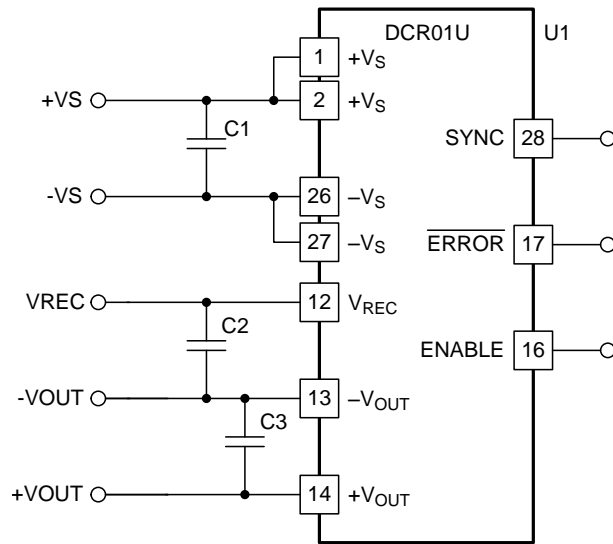 DCR01U U1
1 +VS
+VS 2 +VS
C1
SYNC 28
-VS 26 –VS
27 –VS
ERROR 17
VREC 12 VREC
C2
ENABLE 16
-VOUT 13 –VOUT
C3
+VOUT 14 +VOUT